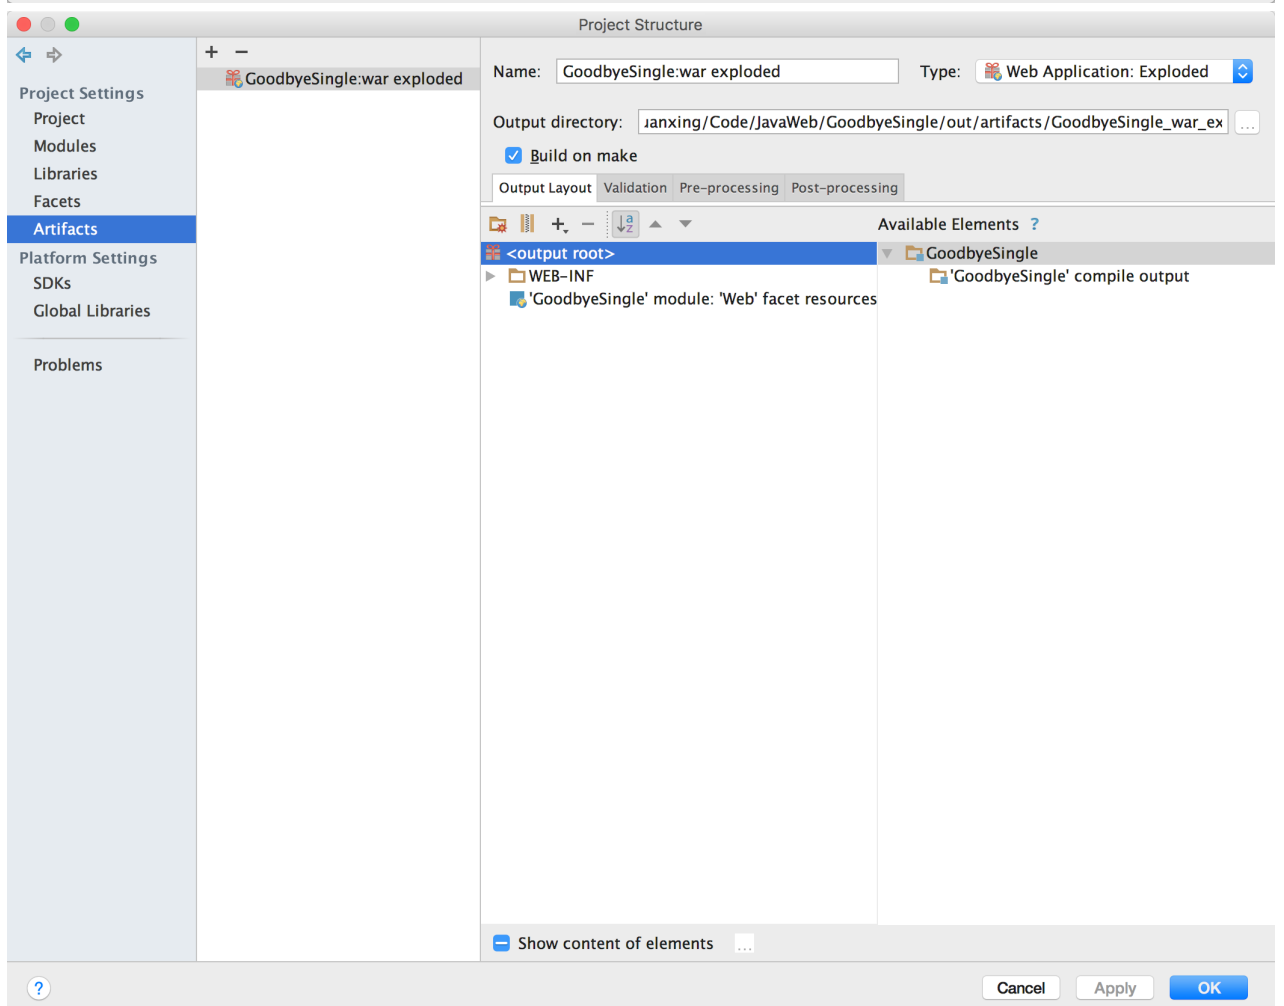 Project Structure
+ −
GoodbyeSingle:war exploded
Project Settings
Project
Modules
Libraries
Facets
Artifacts
Platform Settings
SDKs
Global Libraries
Problems
Name: GoodbyeSingle:war exploded Type: Web Application: Exploded
Output directory: anxing/Code/JavaWeb/GoodbyeSingle/out/artifacts/GoodbyeSingle_war_ex ...
Build on make
Output Layout Validation Pre-processing Post-processing
Available Elements ?
<output root>
WEB-INF
'GoodbyeSingle' module: 'Web' facet resources
GoodbyeSingle
'GoodbyeSingle' compile output
Show content of elements ...
? Cancel Apply OK